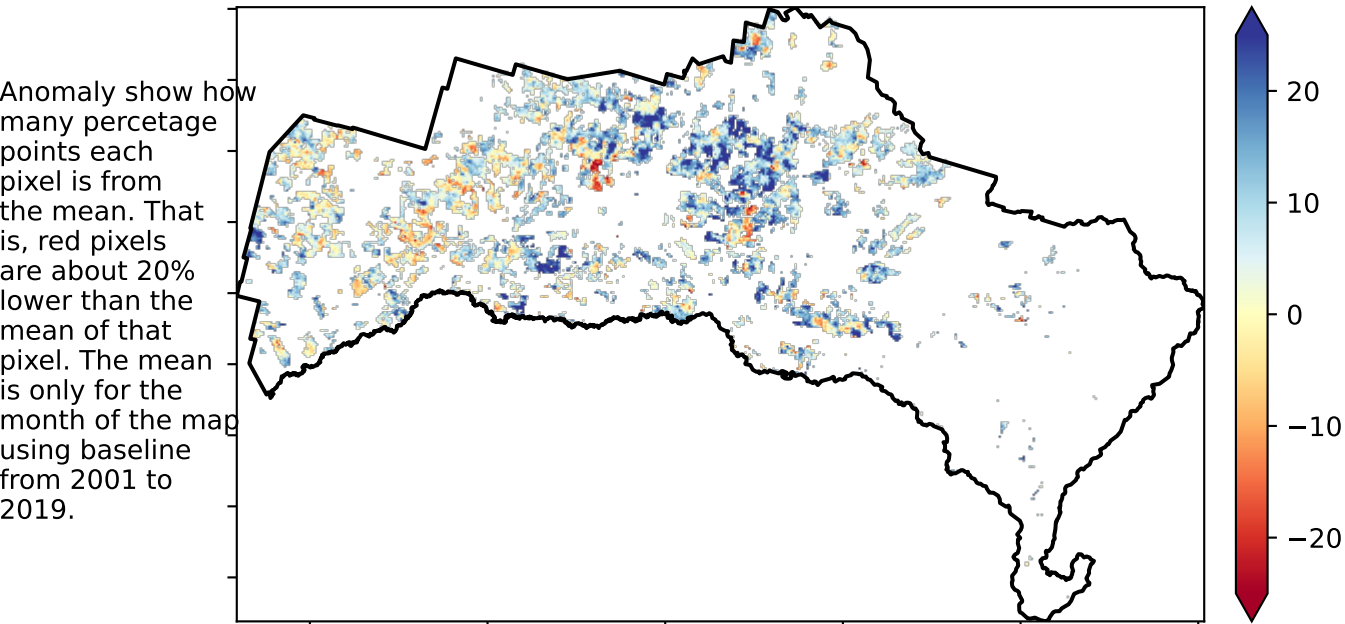 Anomaly show how
many percetage
points each
pixel is from
the mean. That
is, red pixels
are about 20%
lower than the
mean of that
pixel. The mean
is only for the
month of the map
using baseline
from 2001 to
2019.
20
10
0
−10
−20